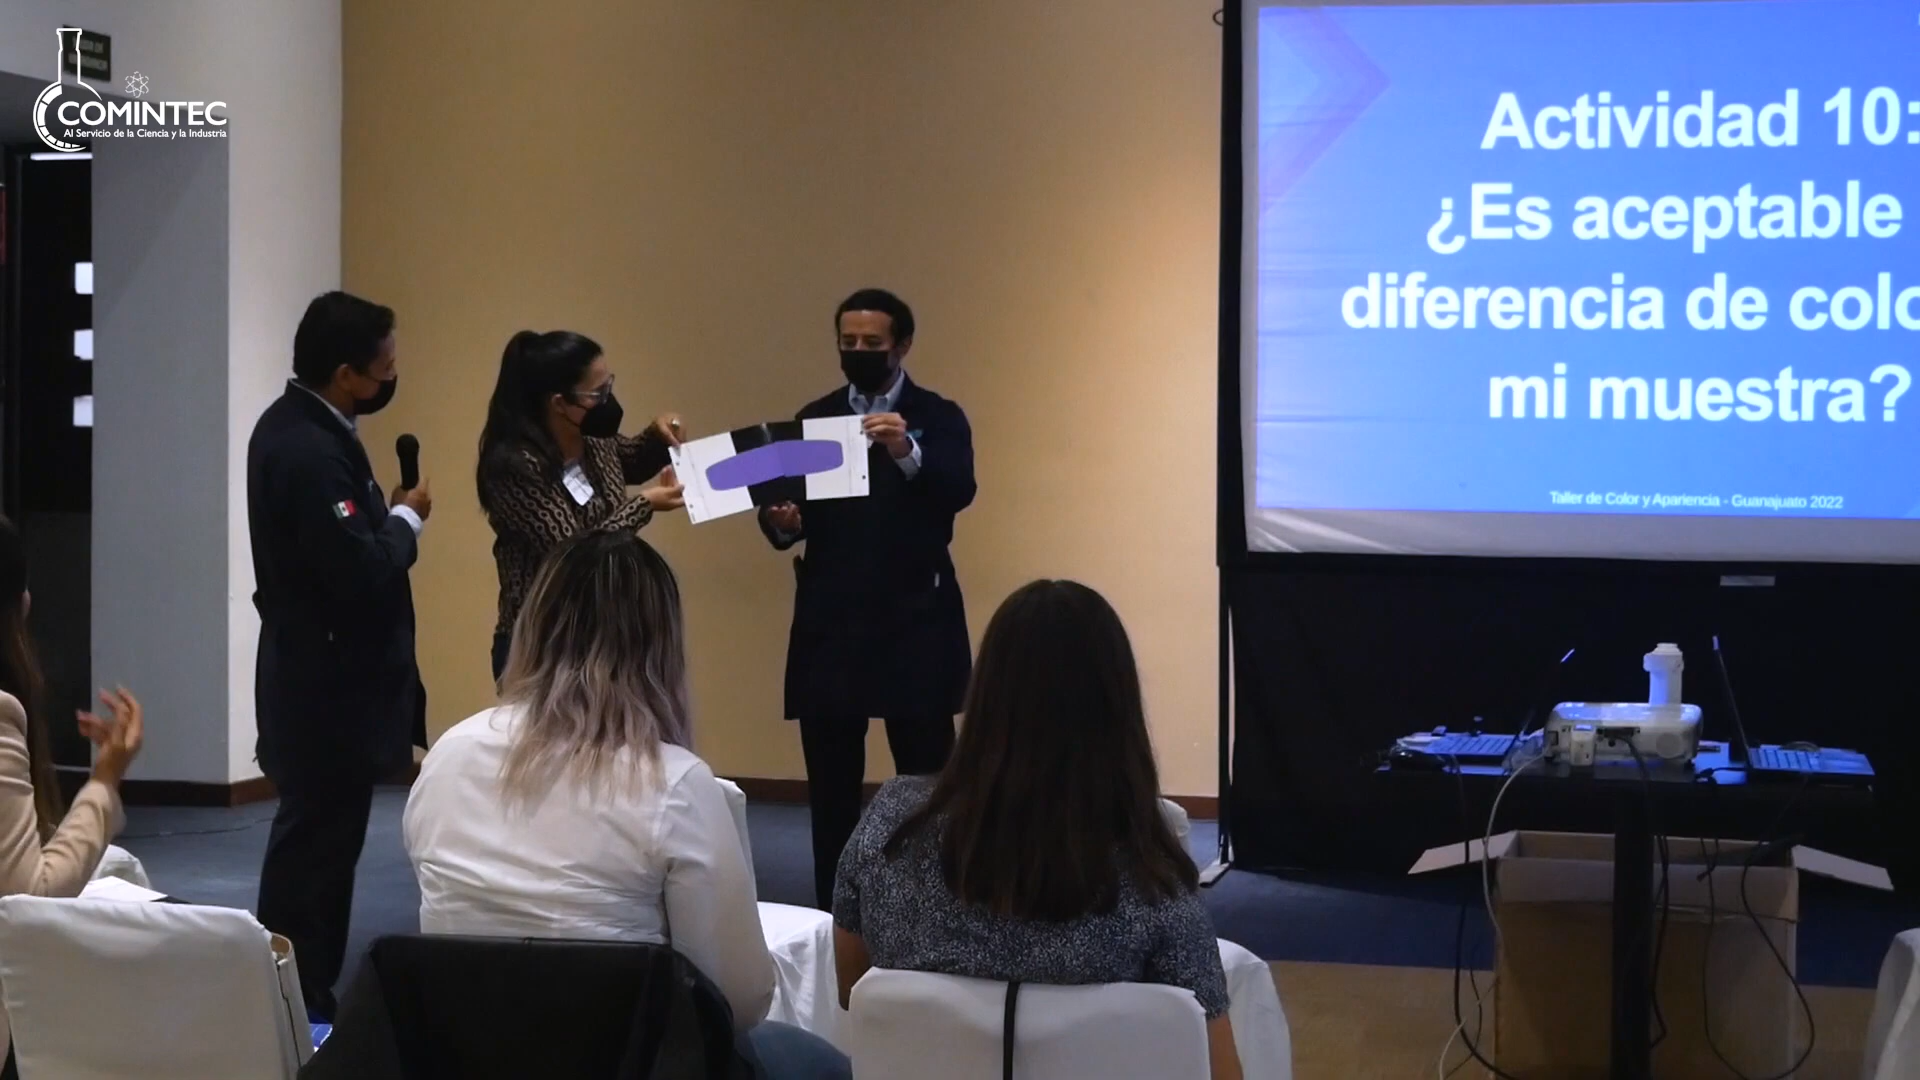 COMINTEC
Al Servicio de la Ciencia y la Industria
Actividad 10:
¿Es aceptable
diferencia de colo
mi muestra?
Taller de Color y Apariencia - Guanajuato 2022